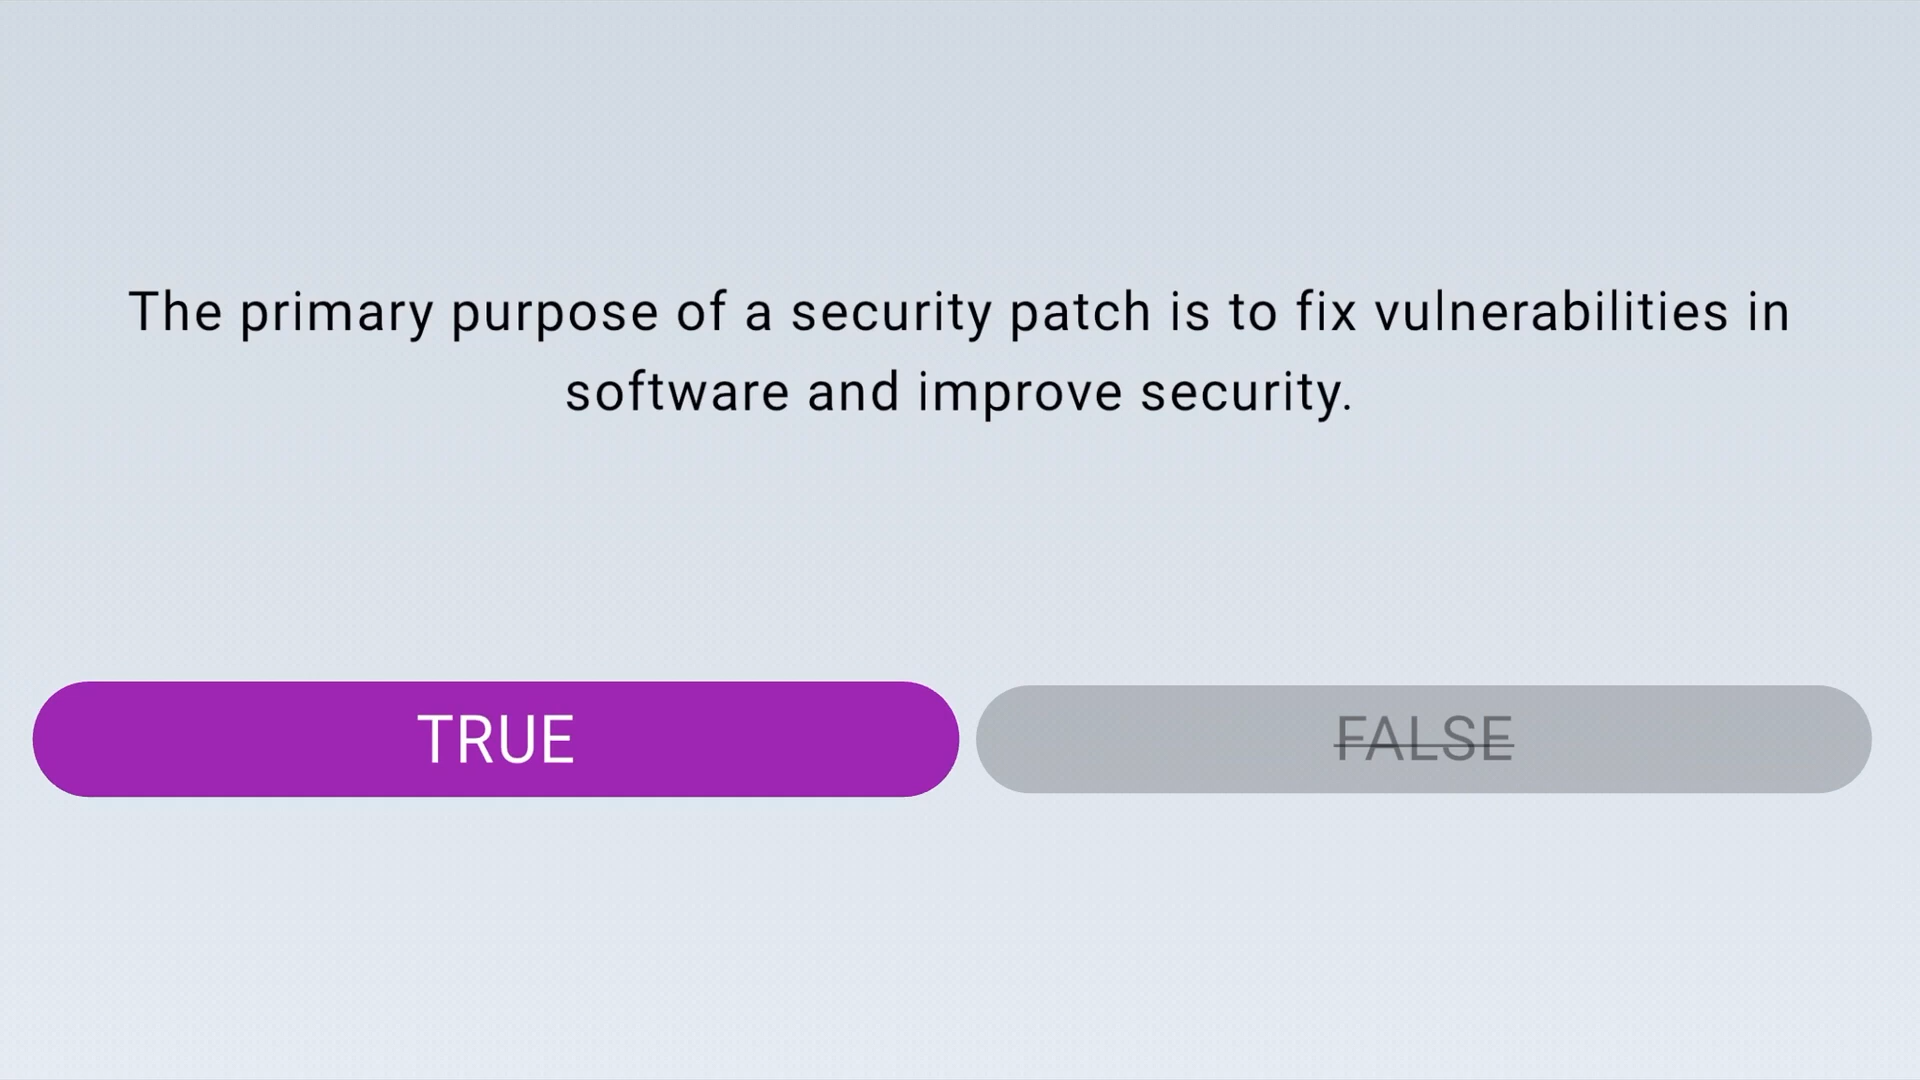 The primary purpose of a security patch is to fix vulnerabilities in
software and improve security.
TRUE
FALSE